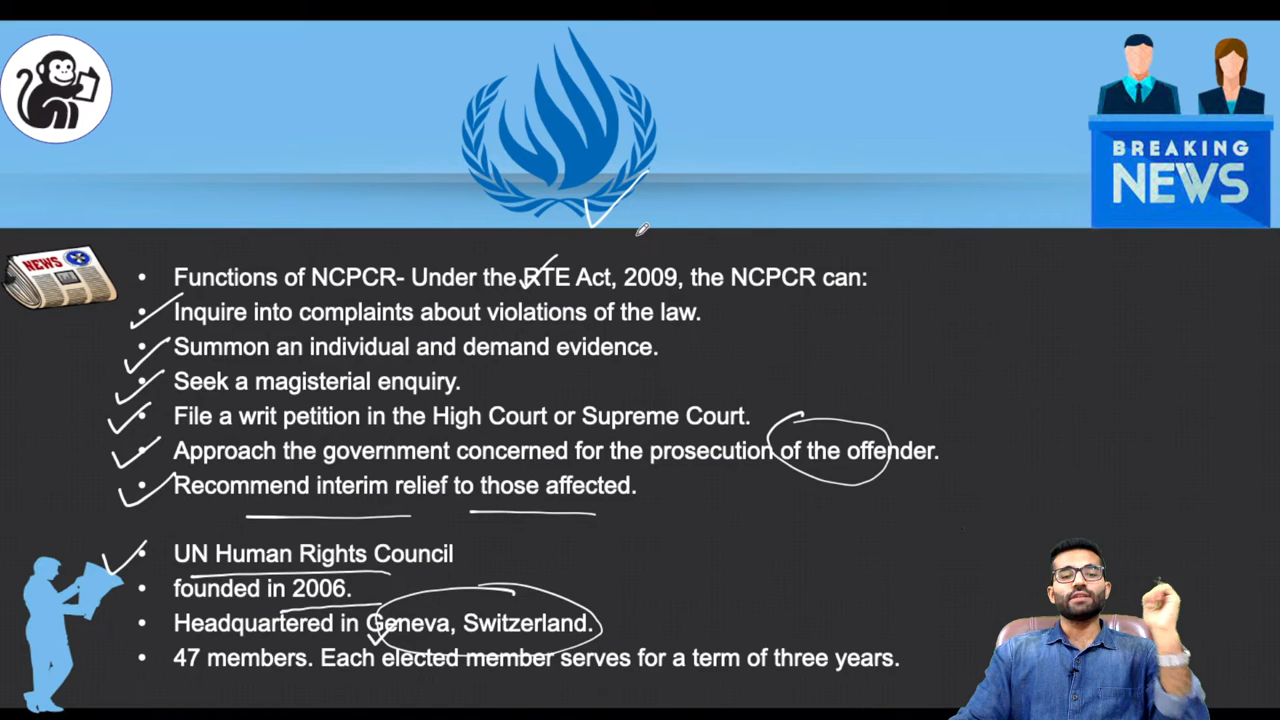 BREAKING
NEWS
NEWS
• Functions of NCPCR- Under the RTE Act, 2009, the NCPCR can:
• Inquire into complaints about violations of the law.
• Summon an individual and demand evidence.
• Seek a magisterial enquiry.
• File a writ petition in the High Court or Supreme Court.
• Approach the government concerned for the prosecution of the offender.
• Recommend interim relief to those affected.
• UN Human Rights Council
• founded in 2006.
• Headquartered in Geneva, Switzerland.
• 47 members. Each elected member serves for a term of three years.